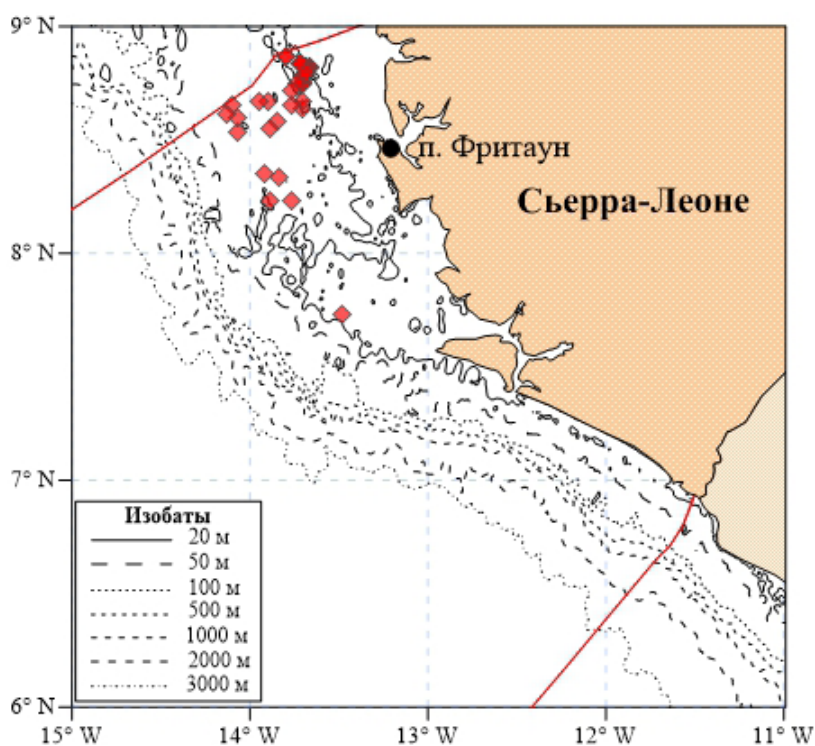 9° N
п. Фритаун
Сьерра-Леоне
8° N
7° N
Изобаты
20 м
50 м
100 м
500 м
1000 м
2000 м
3000 м
6° N
15° W
14° W
13° W
12° W
11° W